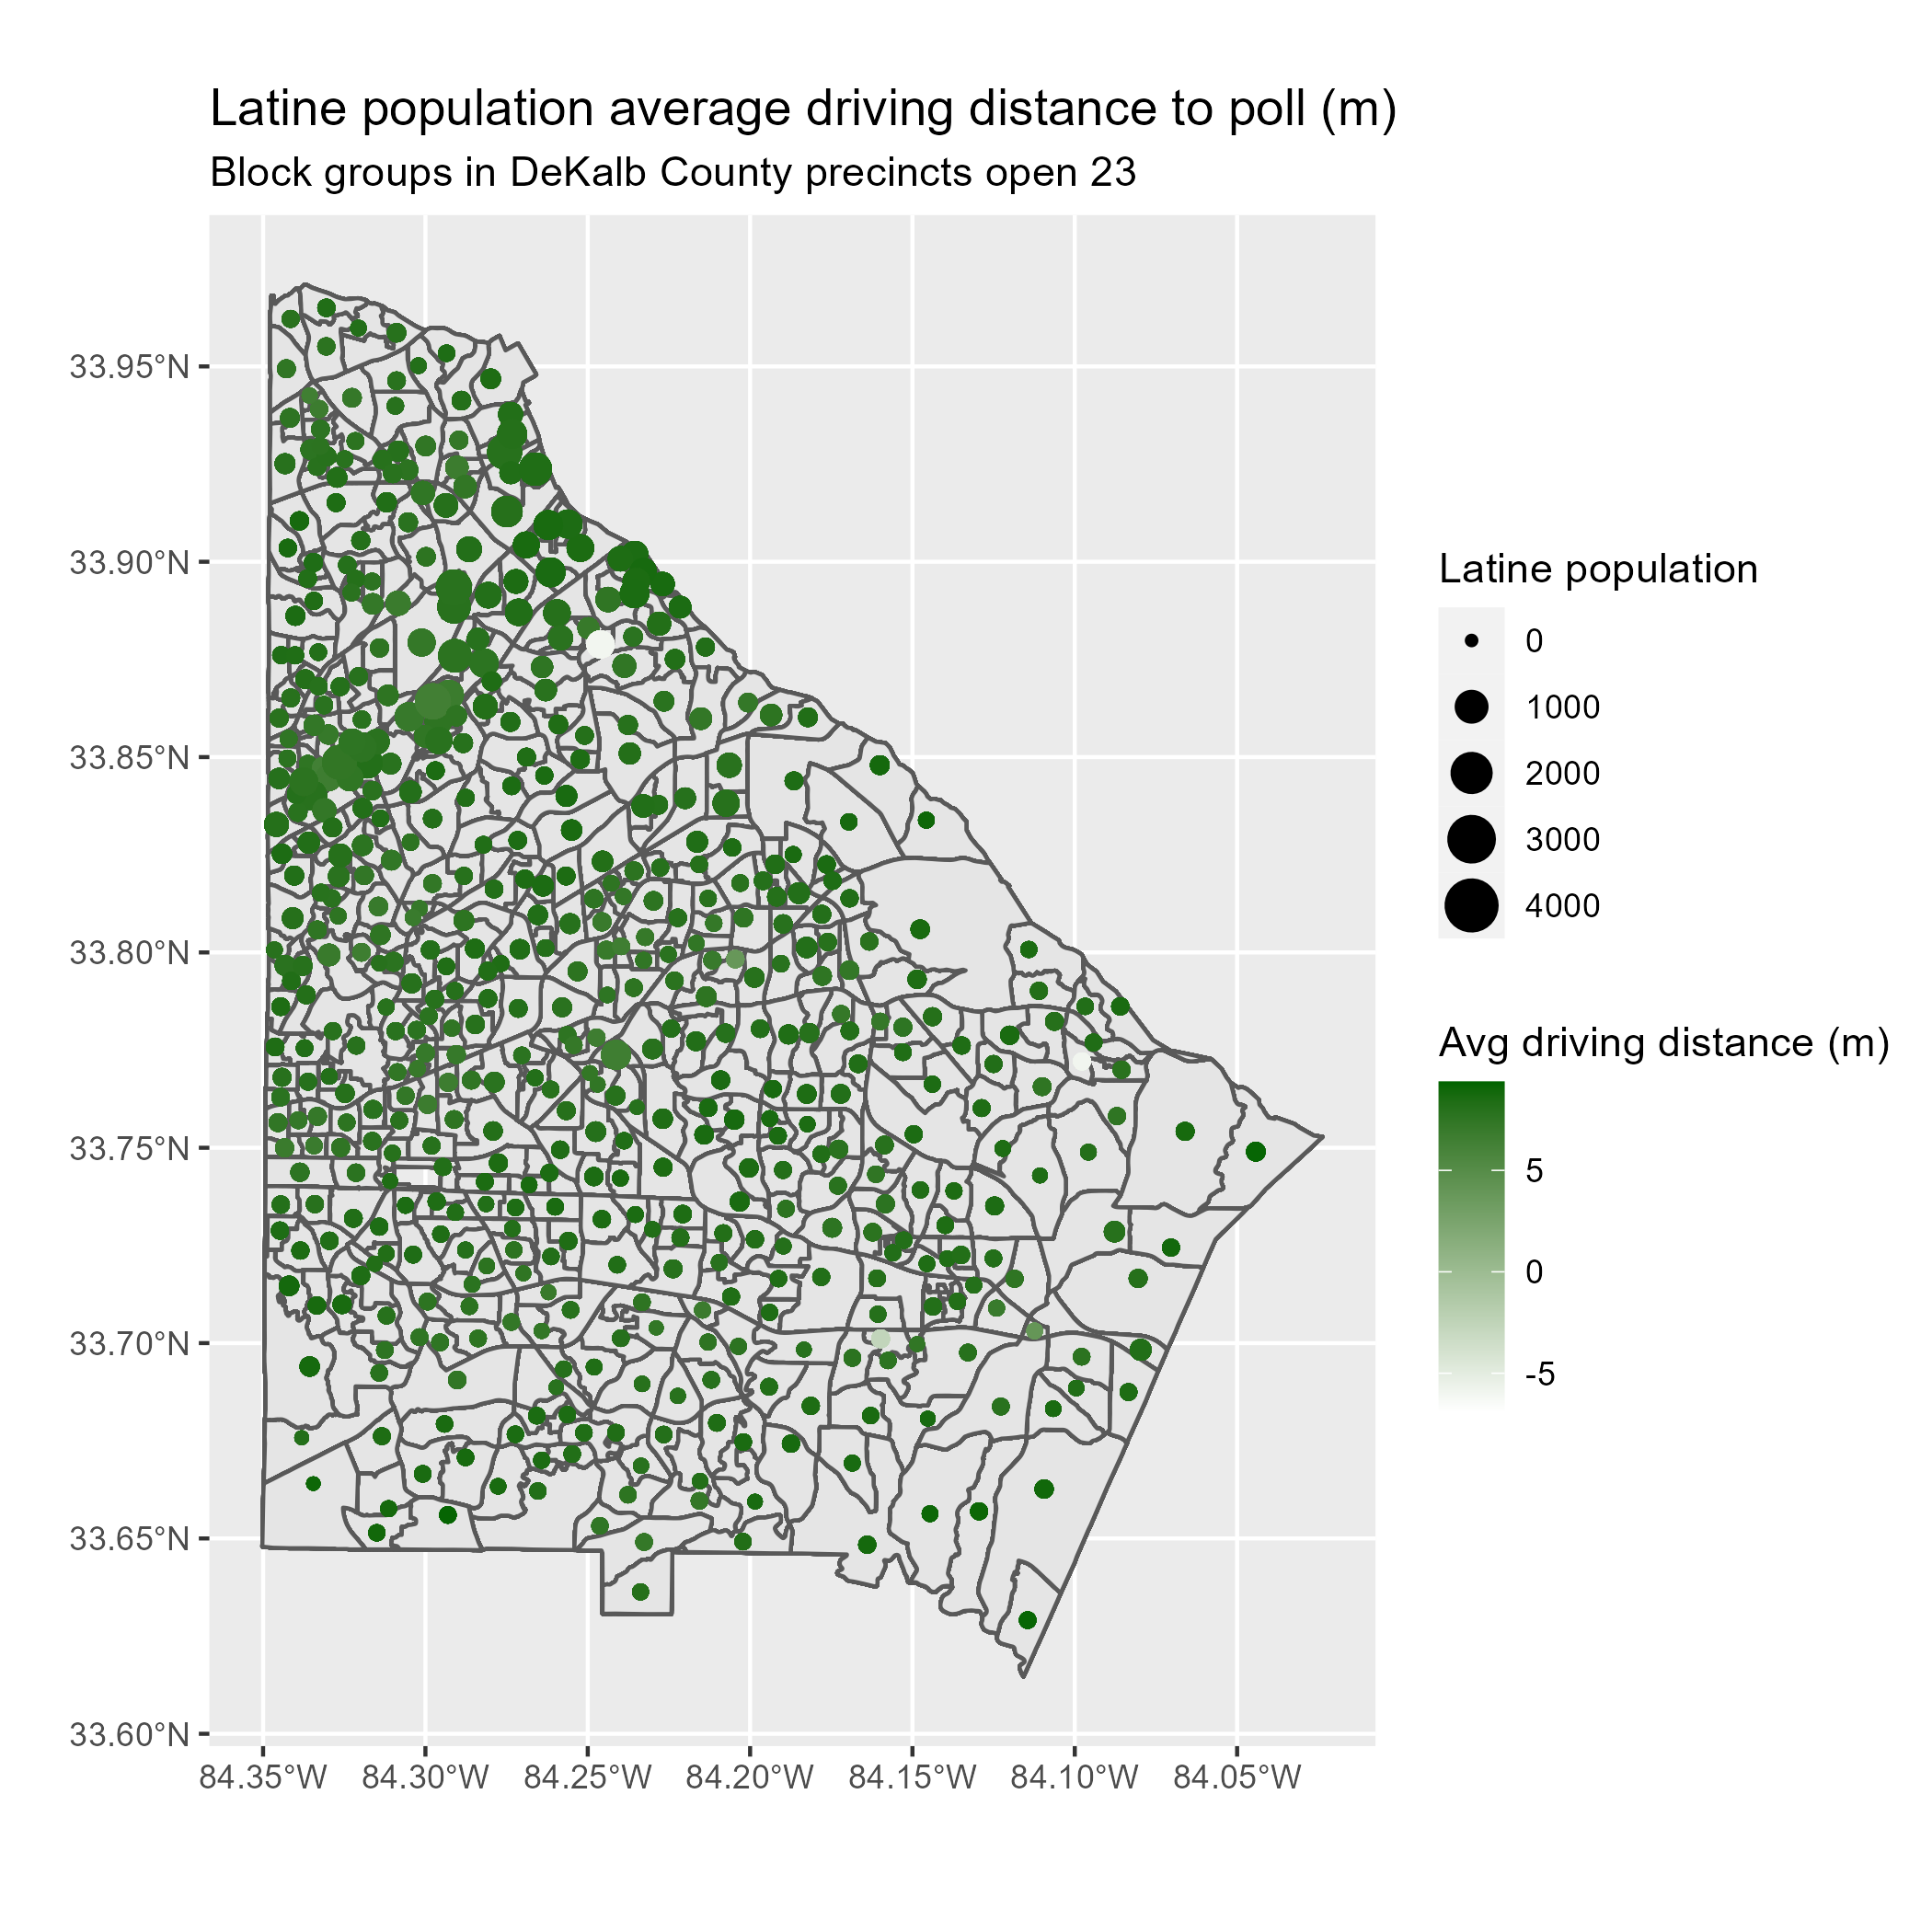 Latine population average driving distance to poll (m)
Block groups in DeKalb County precincts open 23
33.95°N
33.90°N
33.85°N
33.80°N
33.75°N
33.70°N
33.65°N
33.60°N
84.35°W 84.30°W 84.25°W 84.20°W 84.15°W 84.10°W 84.05°W
Latine population
0
1000
2000
3000
4000
Avg driving distance (m)
5
0
-5